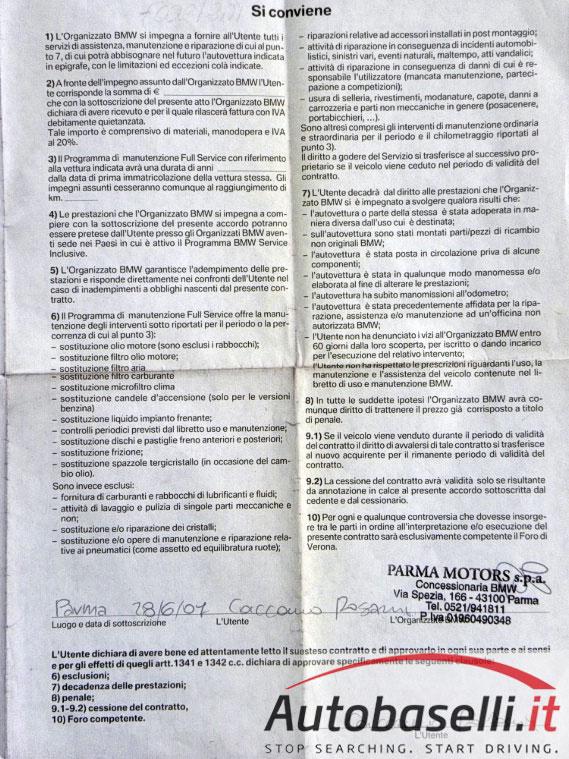 Si conviene
1) L'Organizzato BMW si impegna a fornire all'Utente tutti i
servizi di assistenza, manutenzione e riparazione di cui al pun-
to 7, di cui potrà abbisognare nel futuro l'autovettura indicata
in epigrafe, con le limitazioni ed eccezioni colà indicate.
2) A fronte dell'impegno assunto dall'Organizzato BMW l'Uten-
te corrisponde la somma di €
che con la sottoscrizione del presente atto l'Organizzato BMW
dichiara di avere ricevuto e per il quale rilascerà fattura con IVA
debitamente quietanzata.
Tale importo è comprensivo di materiali, manodopera e IVA
al 20%.
3) Il Programma di manutenzione Full Service con riferimento
alla vettura indicata avrà una durata di anni
dalla data di prima immatricolazione della vettura stessa. Gli
impegni assunti cesseranno comunque al raggiungimento di
km.
4) Le prestazioni che l'Organizzato BMW si impegna a com-
piere con la sottoscrizione del presente accordo potranno
essere pretese dall'Utente presso gli Organizzati BMW aven-
ti sede nei Paesi in cui è attivo il Programma BMW Service
Inclusive.
5) L'Organizzato BMW garantisce l'adempimento delle pre-
stazioni e risponde direttamente nei confronti dell'Utente nel
caso di inadempimenti a obblighi nascenti dal presente con-
tratto.
6) Il Programma di manutenzione Full Service offre la manu-
tenzione degli interventi sotto riportati per il periodo o la per-
correnza di cui al punto 3):
– sostituzione olio motore (sono esclusi i rabbocchi);
– sostituzione filtro olio motore;
– sostituzione filtro aria
– sostituzione filtro carburante
– sostituzione microfiltro clima
– sostituzione candele d'accensione (solo per le versioni
benzina)
– sostituzione liquido impianto frenante;
– controlli periodici previsti dal libretto uso e manutenzione;
– sostituzione dischi e pastiglie freno anteriori e posteriori;
– sostituzione frizione;
– sostituzione spazzole tergicristallo (in occasione del cam-
bio olio).
Sono invece esclusi:
– fornitura di carburanti e rabbocchi di lubrificanti e fluidi;
– attività di lavaggio e pulizia di singole parti meccaniche e
non;
– sostituzione e/o riparazione dei cristalli;
– sostituzione e/o opere di manutenzione e riparazione rela-
tive ai pneumatici (come assetto ed equilibratura ruote);
– riparazioni relative ad accessori installati in post montaggio;
– attività di riparazione in conseguenza di incidenti automobi-
listici, sinistri vari, eventi naturali, maltempo, atti vandalici;
– attività di riparazione in conseguenza di danni di cui è re-
sponsabile l'utilizzatore (mancata manutenzione, parteci-
pazione a competizioni);
– usura di selleria, rivestimenti, modanature, capote, danni a
carrozzeria e parti non meccaniche in genere (posacenere,
portabicchieri, ...).
Sono altresì compresi gli interventi di manutenzione ordinaria
e straordinaria per il periodo e il chilometraggio riportati al
punto 3).
Il diritto a godere del Servizio si trasferisce al successivo pro-
prietario se il veicolo viene ceduto nel periodo di validità del
contratto.
7) L'Utente decadrà dal diritto alle prestazioni che l'Organiz-
zato BMW si è impegnato a svolgere qualora risulti che:
– l'autovettura o parte della stessa è stata adoperata in ma-
niera diversa dall'uso cui è destinata;
– sull'autovettura sono stati montati parti/pezzi di ricambio
non originali BMW;
– l'autovettura è stata posta in circolazione priva di alcune
componenti;
– l'autovettura è stata in qualunque modo manomessa e/o
elaborata al fine di alterare le prestazioni;
– l'autovettura ha subito manomissioni all'odometro;
– l'autovettura è stata precedentemente affidata per la ripa-
razione, assistenza e/o manutenzione ad un'officina non
autorizzata BMW;
– l'Utente non ha denunciato i vizi all'Organizzato BMW entro
60 giorni dalla loro scoperta, per iscritto o dando incarico
per l'esecuzione del relativo intervento;
– l'Utente non ha rispettato le prescrizioni riguardanti l'uso, la
manutenzione e l'assistenza del veicolo contenute nel li-
bretto di uso e manutenzione BMW.
8) In tutte le suddette ipotesi l'Organizzato BMW avrà co-
munque diritto di trattenere il prezzo già corrisposto a titolo
di penale.
9.1) Se il veicolo viene venduto durante il periodo di validità
del contratto il diritto di avvalersi di tale contratto si trasferisce
al nuovo acquirente per il rimanente periodo di validità del
contratto.
9.2) La cessione del contratto avrà validità solo se risultante
da annotazione in calce al presente accordo sottoscritta dal
cedente e dal cessionario.
10) Per ogni e qualunque controversia che dovesse insorge-
re tra le parti in ordine all'interpretazione e/o esecuzione del
presente contratto sarà esclusivamente competente il Foro di
Verona.
PARMA MOTORS s.p.a.
Concessionaria BMW
Via Spezia, 166 - 43100 Parma
Tel. 0521/941811
P. Iva 01960490348
Parma 28/6/07
Luogo e data di sottoscrizione L'Utente L'Organizzato
L'Utente dichiara di avere bene ed attentamente letto il suesteso contratto e di approvarlo in ogni sua parte e ai sensi
e per gli effetti di quegli artt.1341 e 1342 c.c. dichiara di approvare specificamente le seguenti clausole:
6) esclusioni;
7) decadenza delle prestazioni;
8) penale;
9.1-9.2) cessione del contratto,
10) Foro competente.
L'Utente
Autobaselli.it
STOP SEARCHING. START DRIVING.